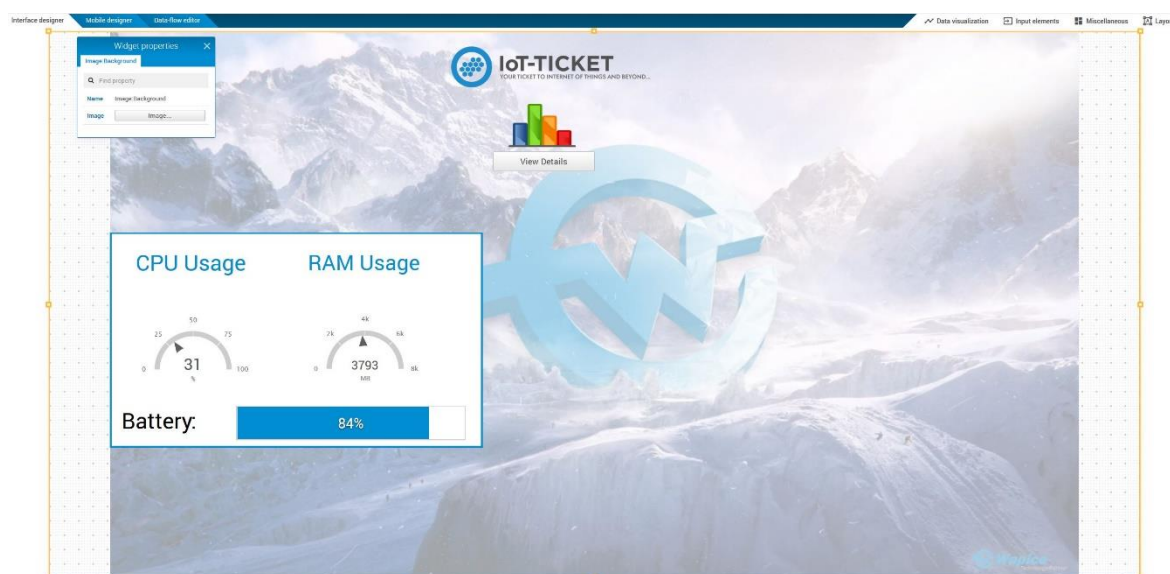 Interface designer Mobile designer Data-flow editor Data visualization Input elements Miscellaneous Layo
Widget properties
Image Background
Find property
Name Image Background
Image Image...
IoT-TICKET
YOUR TICKET TO INTERNET OF THINGS AND BEYOND...
View Details
CPU Usage RAM Usage
50 4k
25 75 2k 6k
0 31 100 0 3793 8k
% MB
Battery: 84%
Wapice